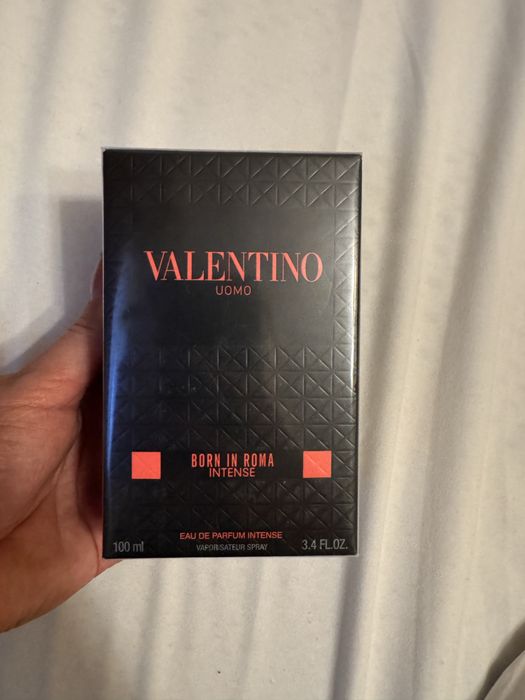 VALENTINO
UOMO
BORN IN ROMA
INTENSE
EAU DE PARFUM INTENSE
100 ml VAPORISATEUR SPRAY 3.4 FL.OZ.